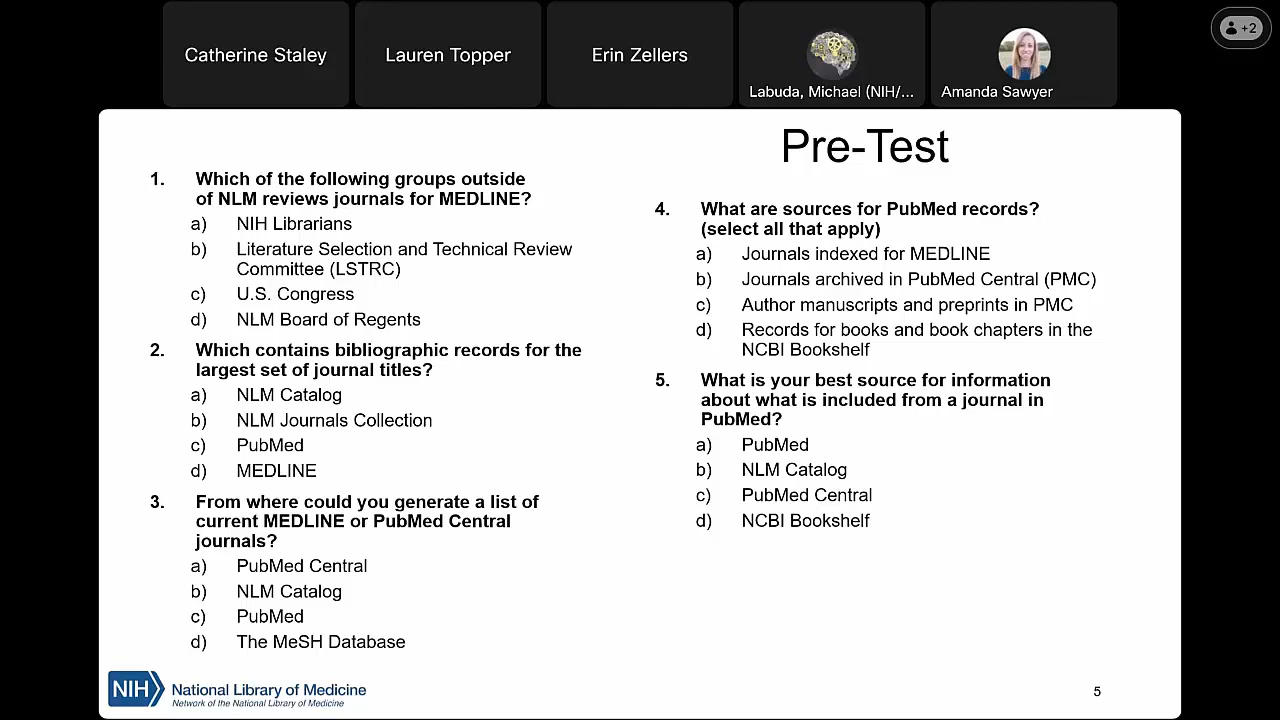 Catherine Staley
Lauren Topper
Erin Zellers
Labuda, Michael (NIH/...
Amanda Sawyer
+2
Pre-Test
1. Which of the following groups outside
of NLM reviews journals for MEDLINE?
a) NIH Librarians
b) Literature Selection and Technical Review
Committee (LSTRC)
c) U.S. Congress
d) NLM Board of Regents
2. Which contains bibliographic records for the
largest set of journal titles?
a) NLM Catalog
b) NLM Journals Collection
c) PubMed
d) MEDLINE
3. From where could you generate a list of
current MEDLINE or PubMed Central
journals?
a) PubMed Central
b) NLM Catalog
c) PubMed
d) The MeSH Database
4. What are sources for PubMed records?
(select all that apply)
a) Journals indexed for MEDLINE
b) Journals archived in PubMed Central (PMC)
c) Author manuscripts and preprints in PMC
d) Records for books and book chapters in the
NCBI Bookshelf
5. What is your best source for information
about what is included from a journal in
PubMed?
a) PubMed
b) NLM Catalog
c) PubMed Central
d) NCBI Bookshelf
NIH National Library of Medicine
Network of the National Library of Medicine
5